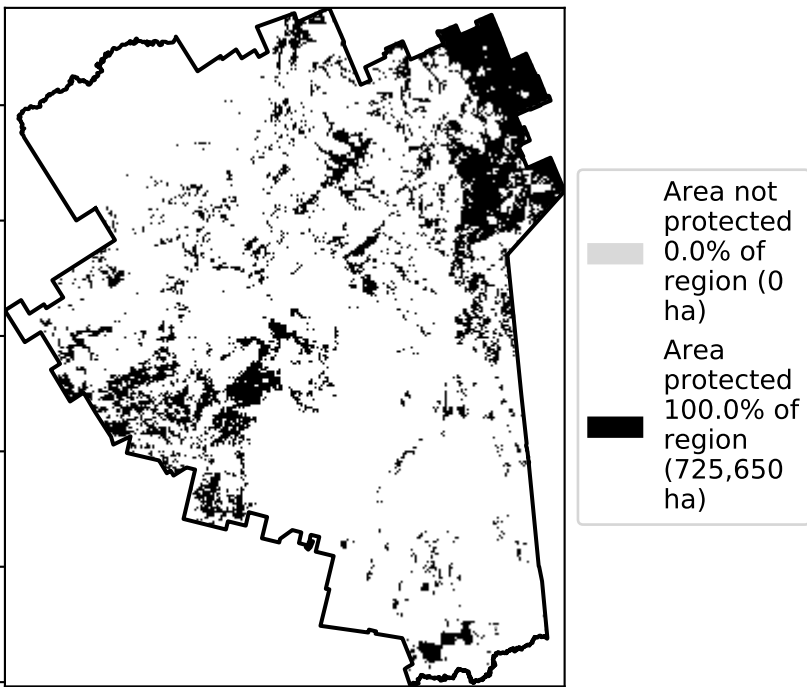 Area not
protected
0.0% of
region (0
ha)
Area
protected
100.0% of
region
(725,650
ha)